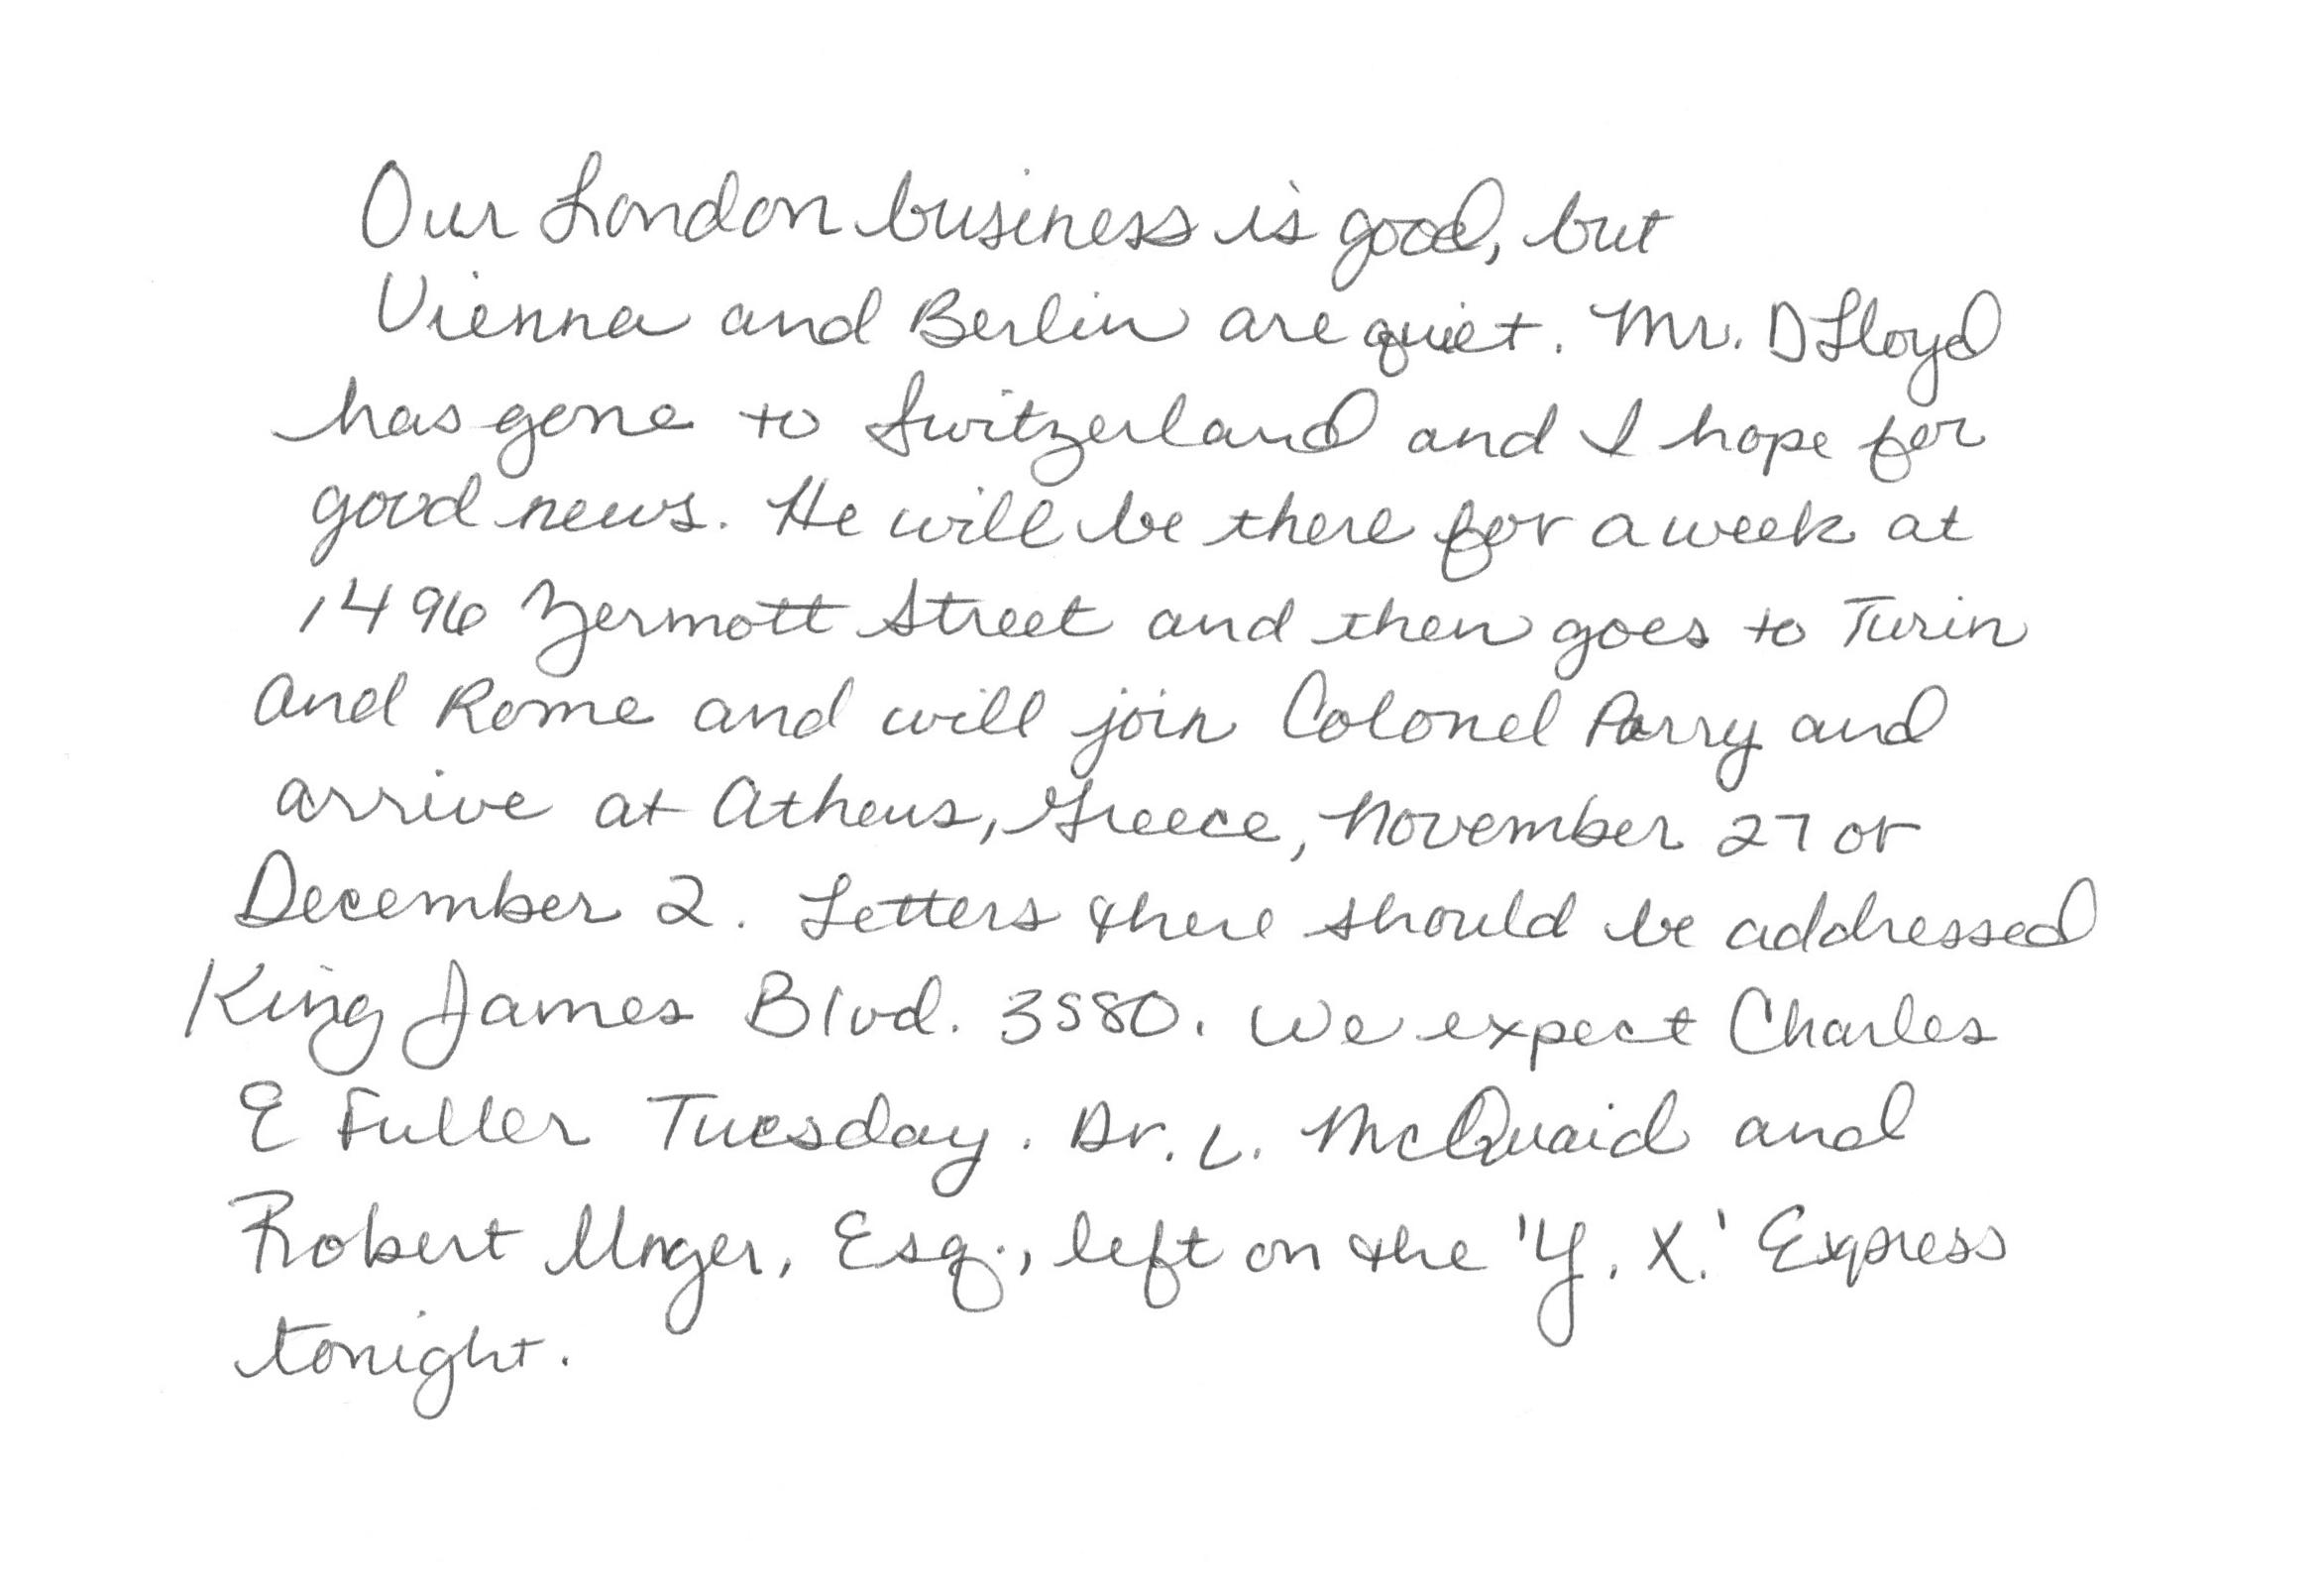 Our London business is good, but
Vienna and Berlin are quiet. Mr. D Lloyd
has gone to Switzerland and I hope for
good news. He will be there for a week at
1496 Zermott Street and then goes to Turin
and Rome and will join Colonel Parry and
arrive at Athens, Greece, November 27 or
December 2. Letters there should be addressed
King James Blvd. 3580. We expect Charles
E Fuller Tuesday. Dr. L. McQuaid and
Robert Unger, Esq., left on the 'Y. X.' Express
tonight.